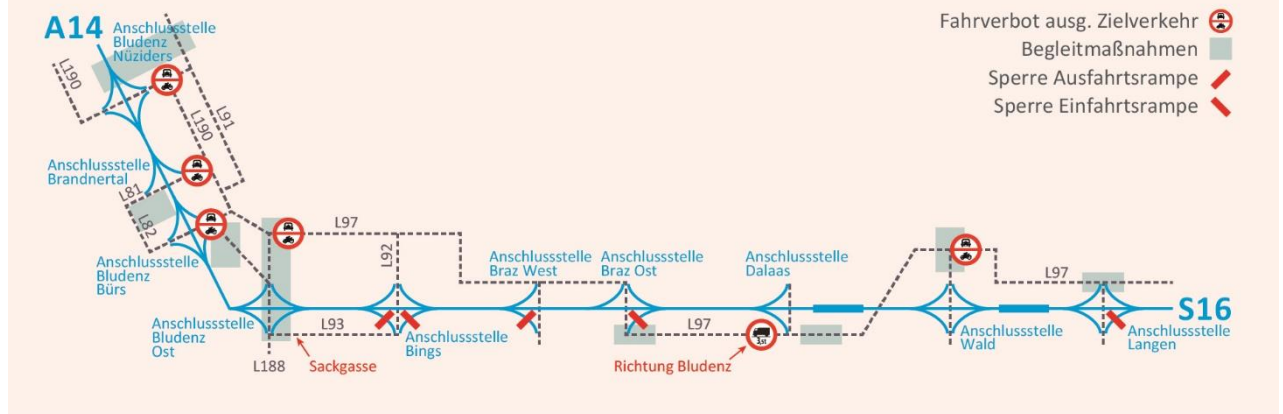 A14
Anschlussstelle
Bludenz
Nüziders
Fahrverbot ausg. Zielverkehr
Begleitmaßnahmen
Sperre Ausfahrtsrampe
Sperre Einfahrtsrampe
L190
L190
L91
Anschlussstelle
Brandnertal
L81
L82
Anschlussstelle
Bludenz
Bürs
L97
L92
Anschlussstelle
Braz West
Anschlussstelle
Braz Ost
Anschlussstelle
Dalaas
L97
S16
Anschlussstelle
Bludenz
Ost
L93
Anschlussstelle
Bings
L97
Anschlussstelle
Wald
Anschlussstelle
Langen
L188
Sackgasse
Richtung Bludenz